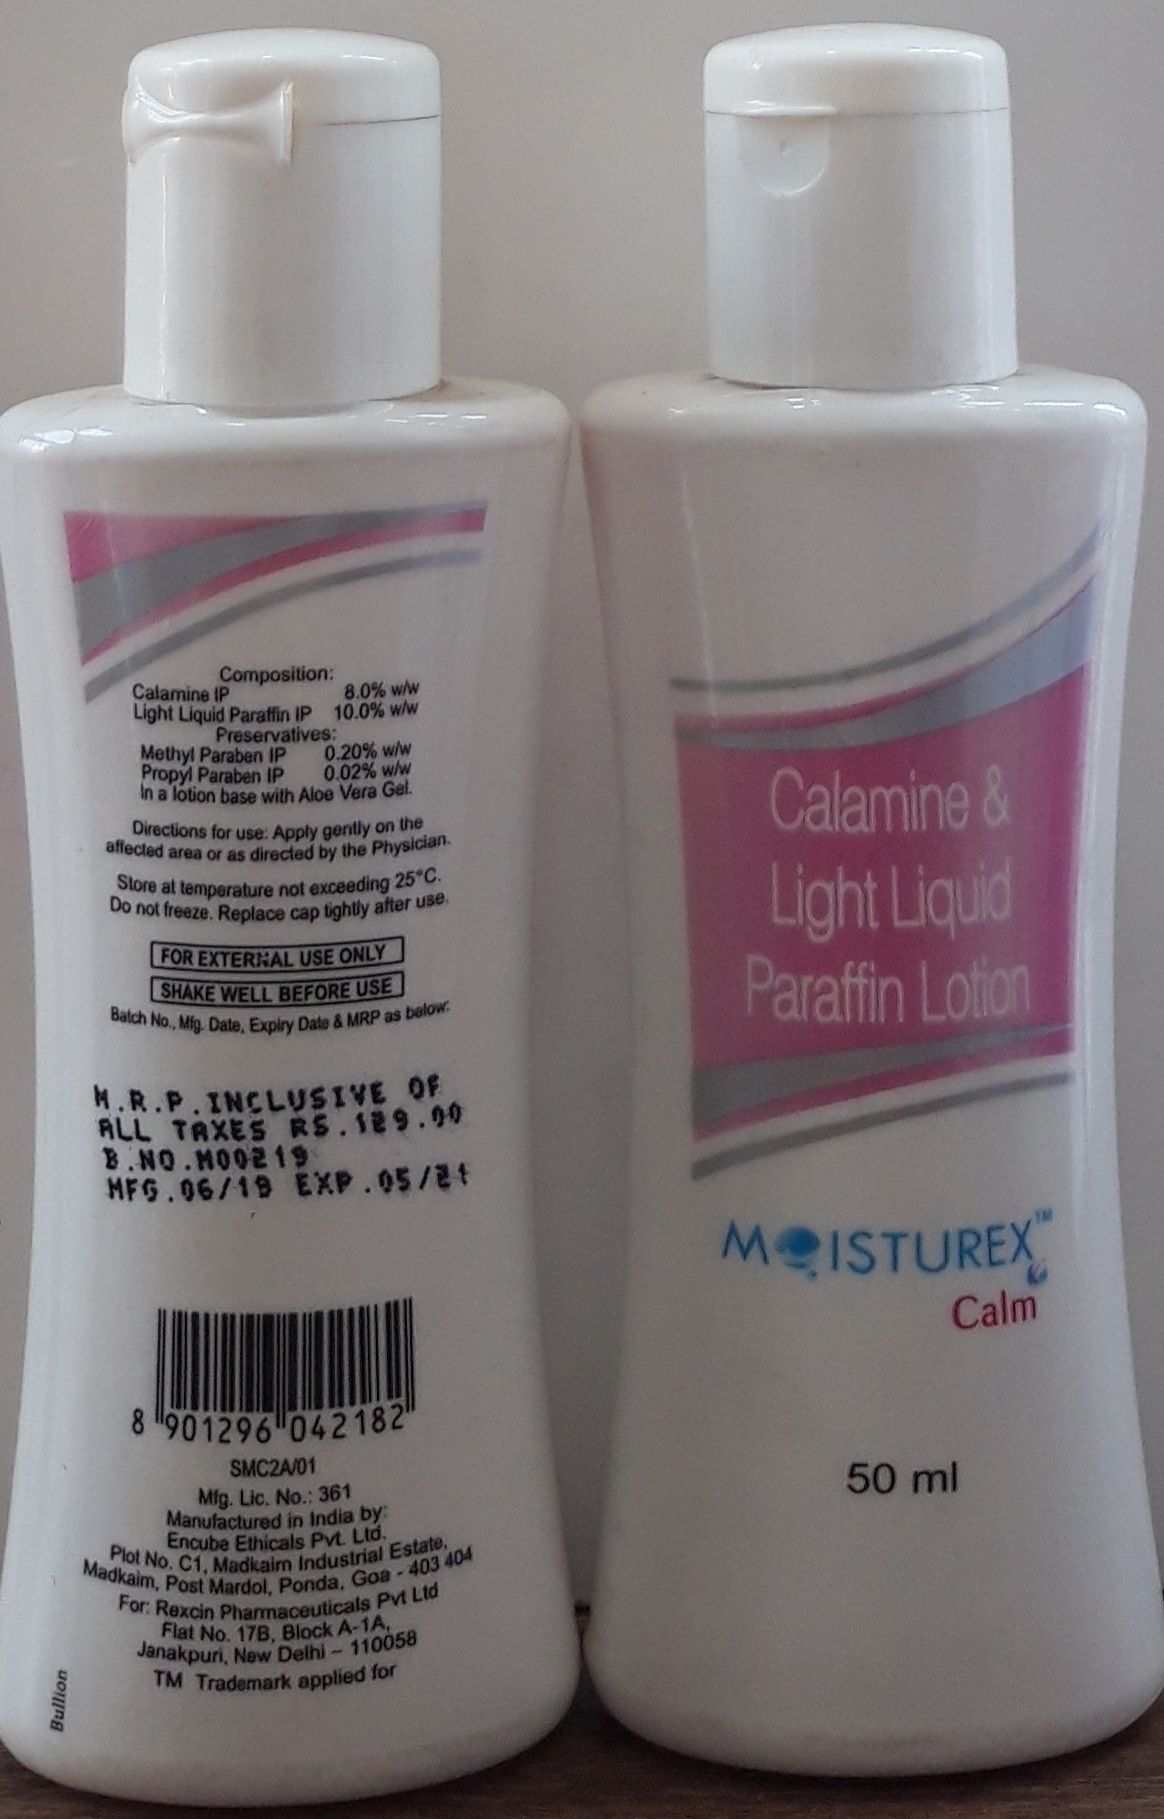 Composition:
Calamine IP 8.0% w/w
Light Liquid Paraffin IP 10.0% w/w
Preservatives:
Methyl Paraben IP 0.20% w/w
Propyl Paraben IP 0.02% w/w
In a lotion base with Aloe Vera Gel.
Directions for use: Apply gently on the
affected area or as directed by the Physician.
Store at temperature not exceeding 25°C.
Do not freeze. Replace cap tightly after use.
FOR EXTERNAL USE ONLY
SHAKE WELL BEFORE USE
Batch No., Mfg. Date, Expiry Date & MRP as below:
M.R.P.INCLUSIVE OF
ALL TAXES RS.129.00
B.NO.M00219
MFG.06/19 EXP.05/21
8 901296 042182
SMC2A/01
Mfg. Lic. No.: 361
Manufactured in India by:
Encube Ethicals Pvt. Ltd.
Plot No. C1, Madkaim Industrial Estate,
Madkaim, Post Mardol, Ponda, Goa - 403 404
For: Rexcin Pharmaceuticals Pvt Ltd
Flat No. 17B, Block A-1A,
Janakpuri, New Delhi – 110058
TM Trademark applied for
Bullion
Calamine &
Light Liquid
Paraffin Lotion
MOISTUREX™
Calm
50 ml